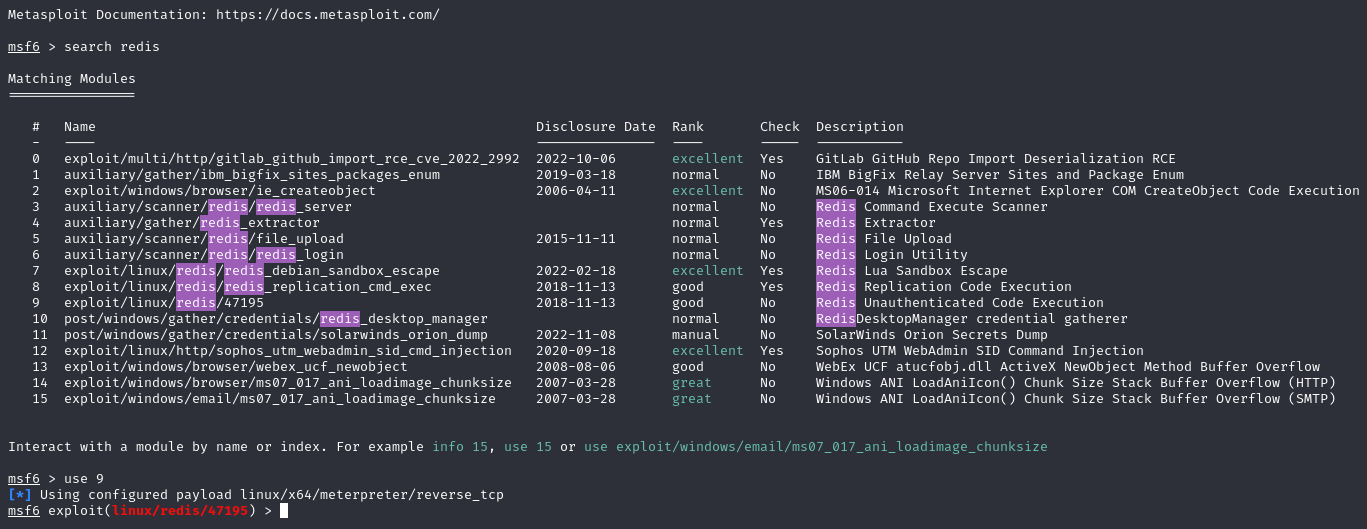 Metasploit Documentation: https://docs.metasploit.com/
msf6 > search redis
Matching Modules
================
#   Name                                                     Disclosure Date  Rank       Check  Description
-   ----                                                     ---------------  ----       -----  -----------
0   exploit/multi/http/gitlab_github_import_rce_cve_2022_2992  2022-10-06       excellent  Yes    GitLab GitHub Repo Import Deserialization RCE
1   auxiliary/gather/ibm_bigfix_sites_packages_enum            2019-03-18       normal     No     IBM BigFix Relay Server Sites and Package Enum
2   exploit/windows/browser/ie_createobject                    2006-04-11       excellent  No     MS06-014 Microsoft Internet Explorer COM CreateObject Code Execution
3   auxiliary/scanner/redis/redis_server                                        normal     No     Redis Command Execute Scanner
4   auxiliary/gather/redis_extractor                                            normal     Yes    Redis Extractor
5   auxiliary/scanner/redis/file_upload                        2015-11-11       normal     No     Redis File Upload
6   auxiliary/scanner/redis/redis_login                                         normal     No     Redis Login Utility
7   exploit/linux/redis/redis_debian_sandbox_escape            2022-02-18       excellent  Yes    Redis Lua Sandbox Escape
8   exploit/linux/redis/redis_replication_cmd_exec             2018-11-13       good       Yes    Redis Replication Code Execution
9   exploit/linux/redis/47195                                  2018-11-13       good       No     Redis Unauthenticated Code Execution
10  post/windows/gather/credentials/redis_desktop_manager                       normal     No     RedisDesktopManager credential gatherer
11  post/windows/gather/credentials/solarwinds_orion_dump      2022-11-08       manual     No     SolarWinds Orion Secrets Dump
12  exploit/linux/http/sophos_utm_webadmin_sid_cmd_injection   2020-09-18       excellent  Yes    Sophos UTM WebAdmin SID Command Injection
13  exploit/windows/browser/webex_ucf_newobject                2008-08-06       good       No     WebEx UCF atucfobj.dll ActiveX NewObject Method Buffer Overflow
14  exploit/windows/browser/ms07_017_ani_loadimage_chunksize   2007-03-28       great      No     Windows ANI LoadAniIcon() Chunk Size Stack Buffer Overflow (HTTP)
15  exploit/windows/email/ms07_017_ani_loadimage_chunksize     2007-03-28       great      No     Windows ANI LoadAniIcon() Chunk Size Stack Buffer Overflow (SMTP)
Interact with a module by name or index. For example info 15, use 15 or use exploit/windows/email/ms07_017_ani_loadimage_chunksize
msf6 > use 9
[*] Using configured payload linux/x64/meterpreter/reverse_tcp
msf6 exploit(linux/redis/47195) >